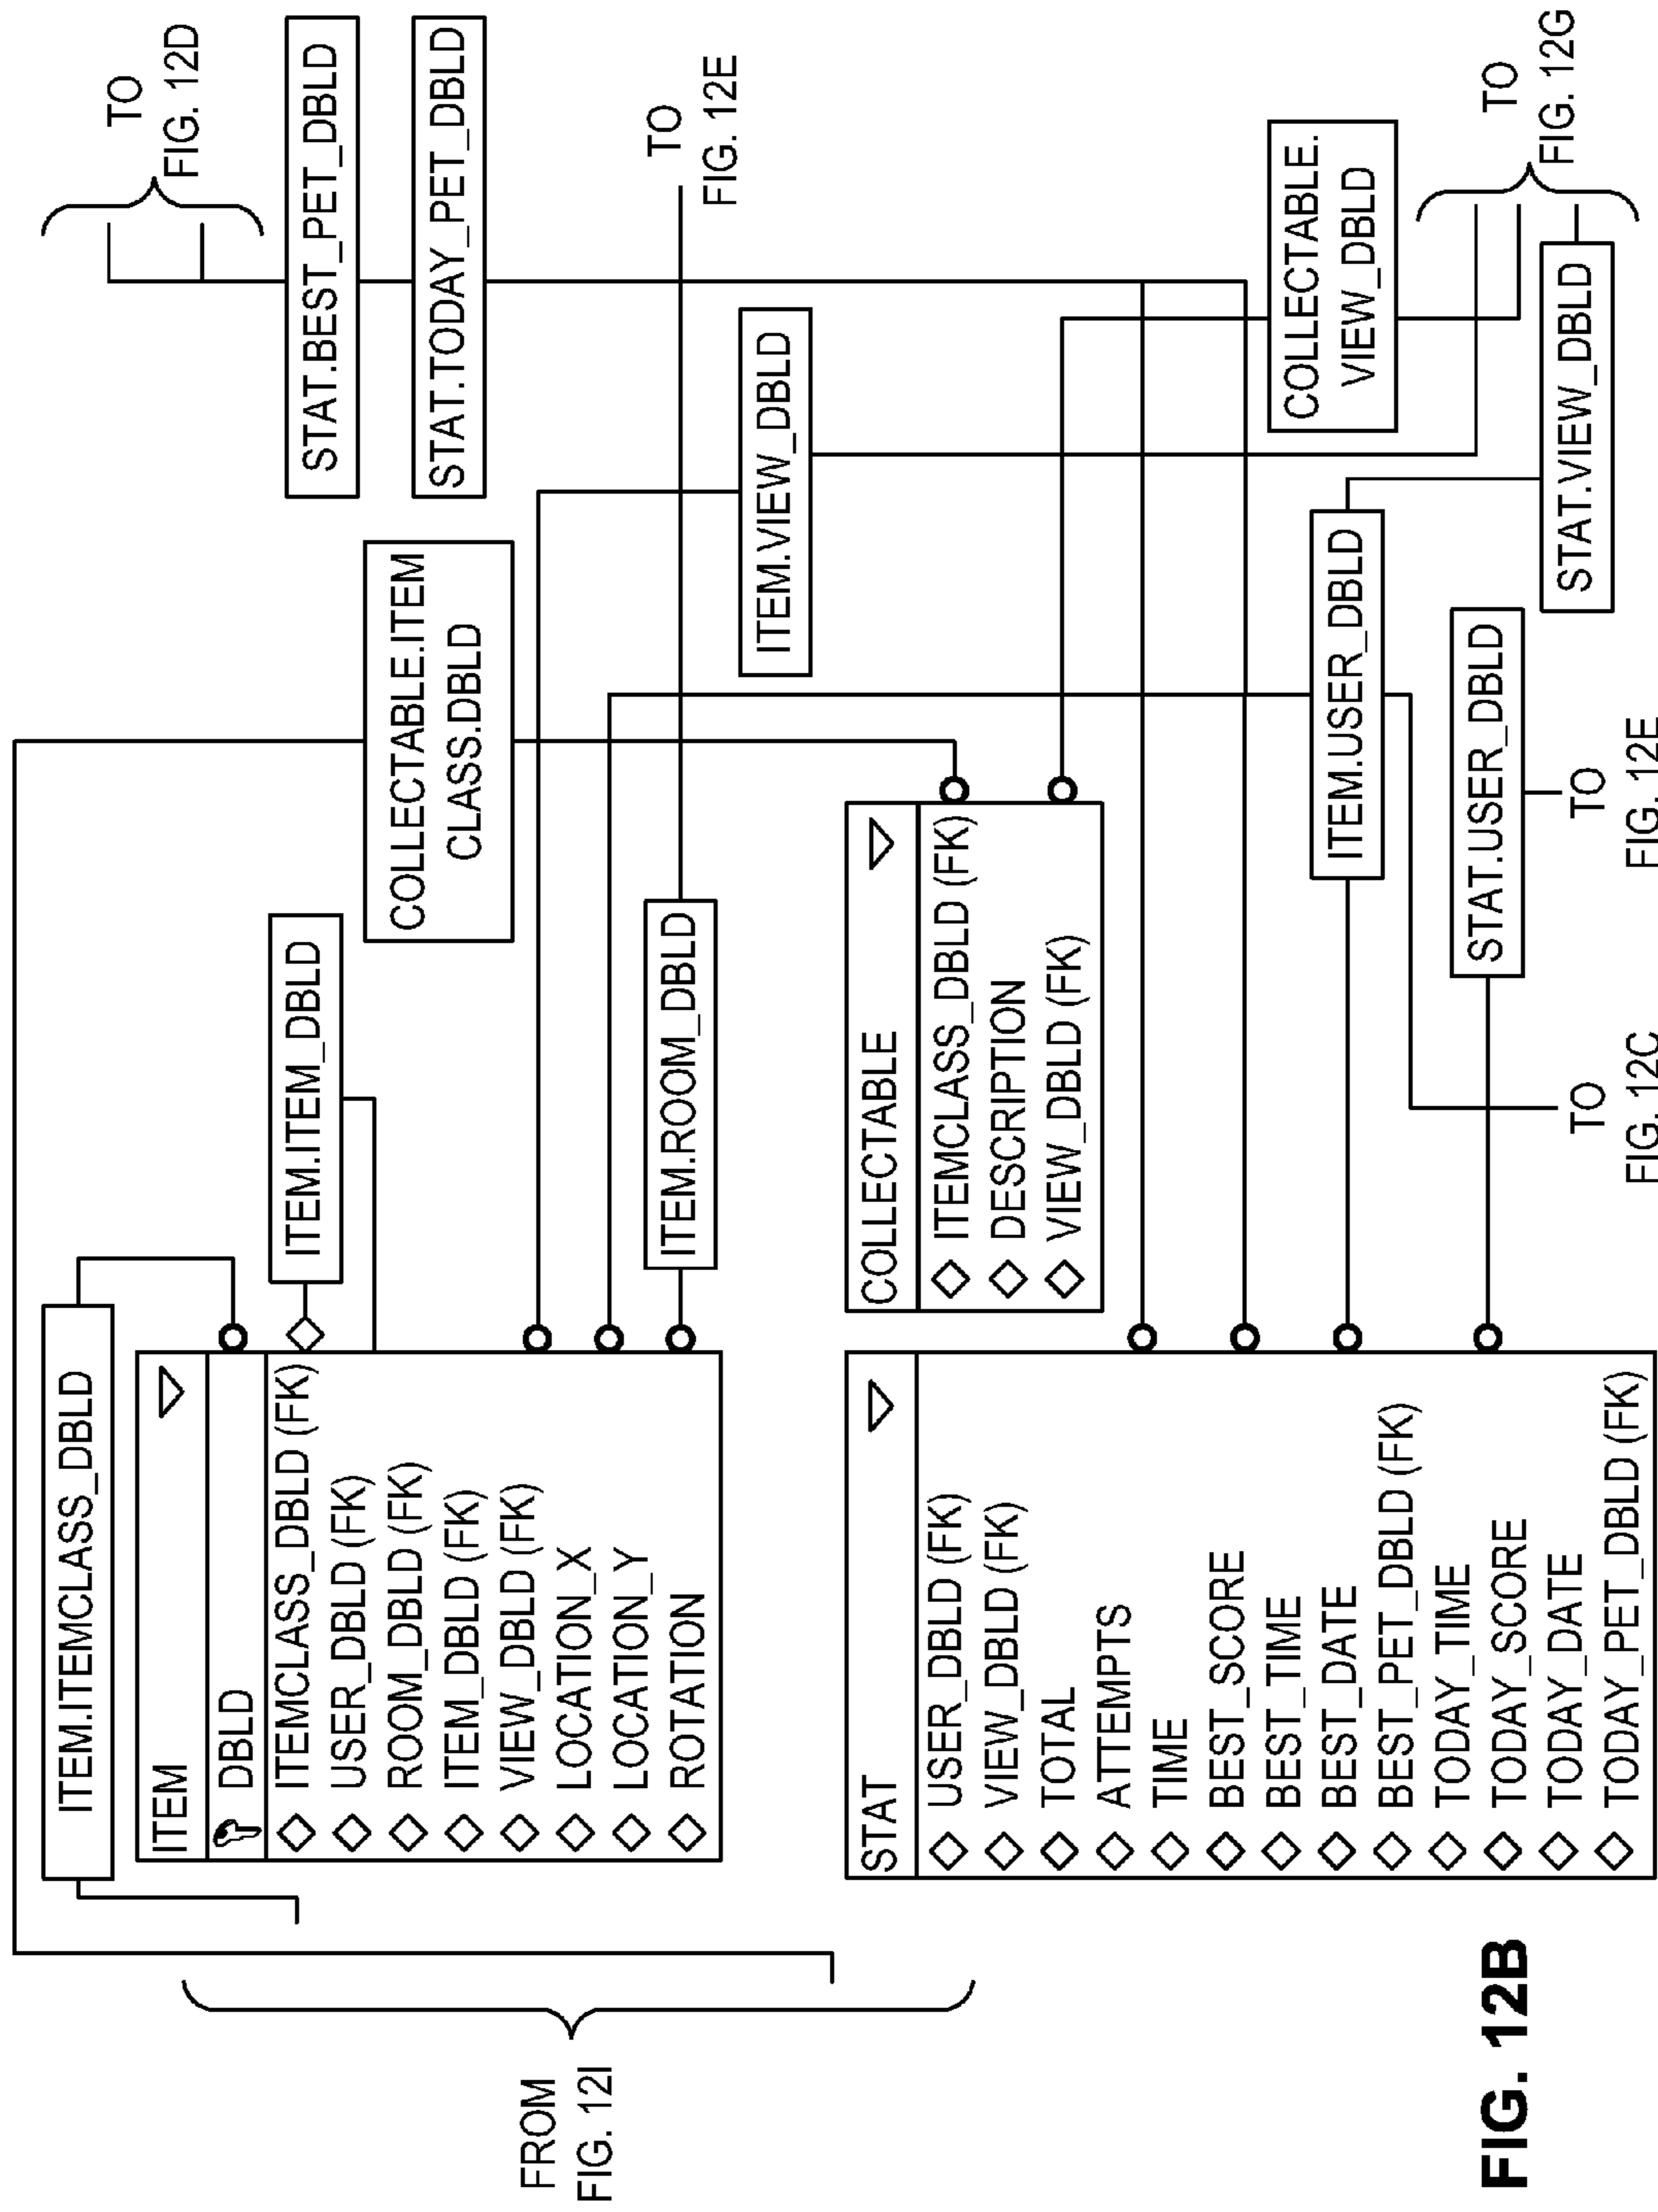 FROM
FIG. 12I
ITEM.ITEMCLASS_DBLD
ITEM
DBLD
ITEMCLASS_DBLD (FK)
USER_DBLD (FK)
ROOM_DBLD (FK)
ITEM_DBLD (FK)
VIEW_DBLD (FK)
LOCATION_X
LOCATION_Y
ROTATION
ITEM.ITEM_DBLD
COLLECTABLE.ITEM
CLASS.DBLD
ITEM.ROOM_DBLD
TO
FIG. 12D
STAT.BEST_PET_DBLD
STAT.TODAY_PET_DBLD
TO
FIG. 12E
ITEM.VIEW_DBLD
COLLECTABLE
ITEMCLASS_DBLD (FK)
DESCRIPTION
VIEW_DBLD (FK)
COLLECTABLE.
VIEW_DBLD
TO
FIG. 12G
STAT
USER_DBLD (FK)
VIEW_DBLD (FK)
TOTAL
ATTEMPTS
TIME
BEST_SCORE
BEST_TIME
BEST_DATE
BEST_PET_DBLD (FK)
TODAY_TIME
TODAY_SCORE
TODAY_DATE
TODAY_PET_DBLD (FK)
ITEM.USER_DBLD
STAT.USER_DBLD
STAT.VIEW_DBLD
TO
FIG. 12C
TO
FIG. 12E
FIG. 12B